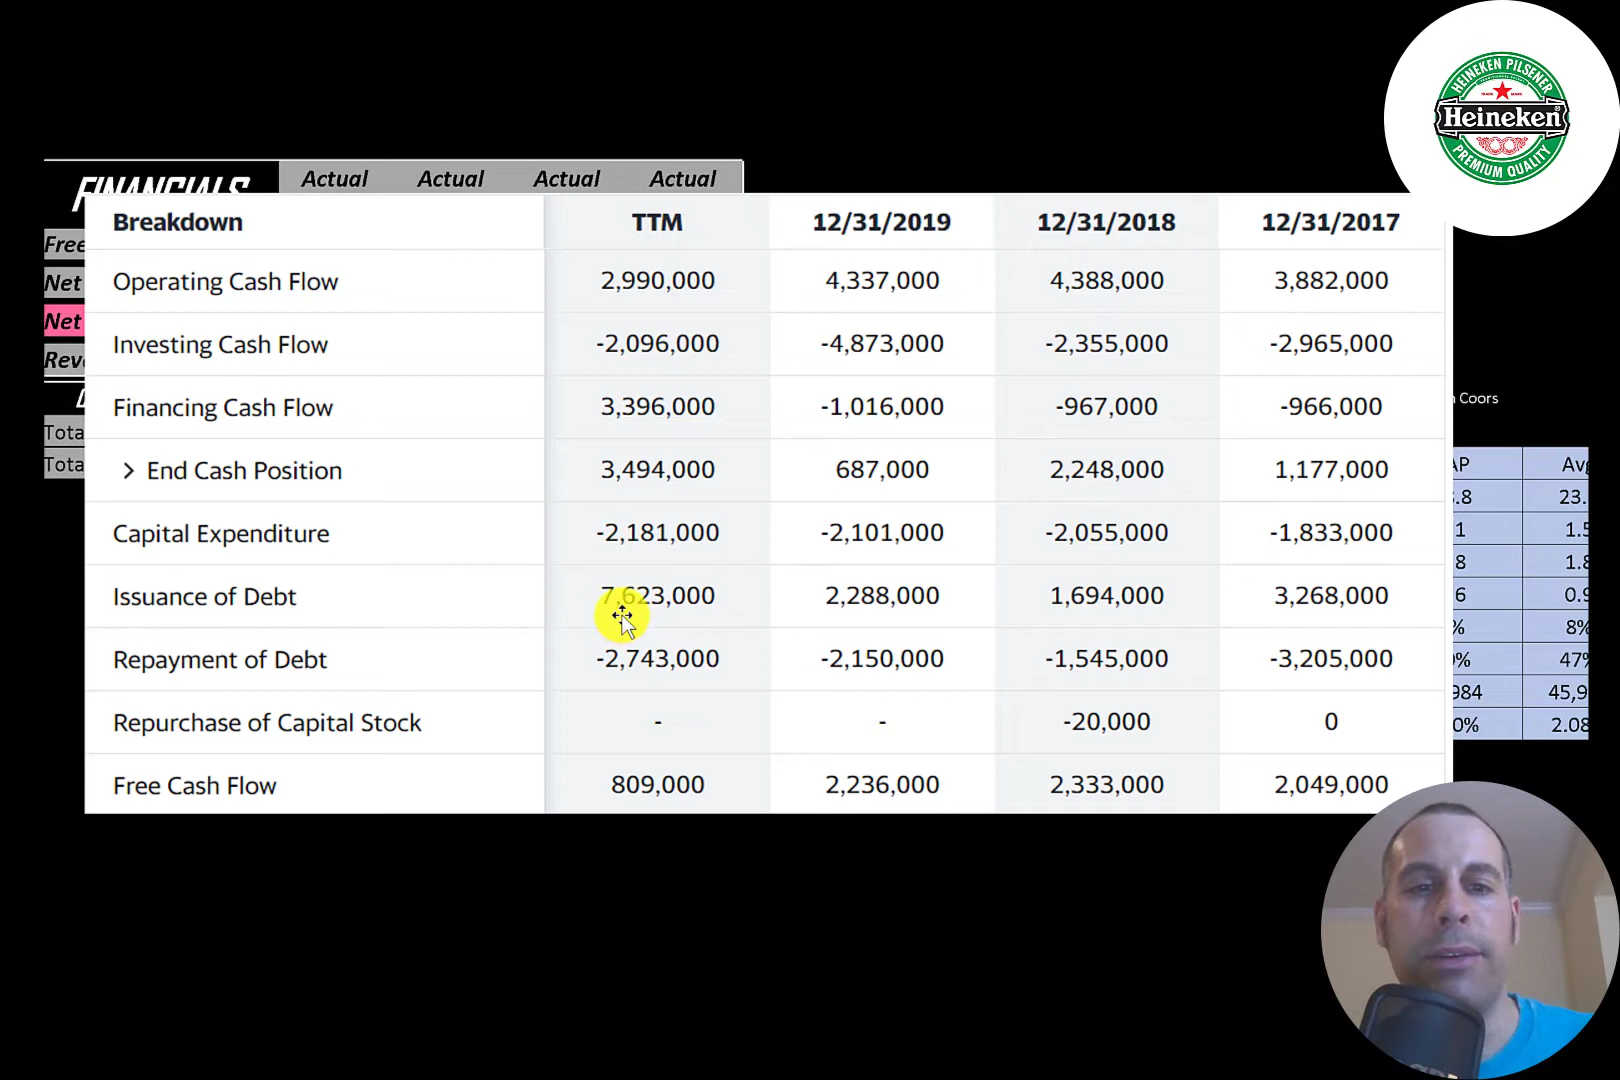 HEINEKEN PILSENER
TRADE MARK
Heineken®
PREMIUM QUALITY
FINANCIALS Actual Actual Actual Actual
Breakdown TTM 12/31/2019 12/31/2018 12/31/2017
Free
Operating Cash Flow 2,990,000 4,337,000 4,388,000 3,882,000
Net
Net
Investing Cash Flow -2,096,000 -4,873,000 -2,355,000 -2,965,000
Financing Cash Flow 3,396,000 -1,016,000 -967,000 -966,000
Coors
> End Cash Position 3,494,000 687,000 2,248,000 1,177,000
Capital Expenditure -2,181,000 -2,101,000 -2,055,000 -1,833,000
Issuance of Debt 7,623,000 2,288,000 1,694,000 3,268,000
Repayment of Debt -2,743,000 -2,150,000 -1,545,000 -3,205,000
Repurchase of Capital Stock - - -20,000 0
Free Cash Flow 809,000 2,236,000 2,333,000 2,049,000